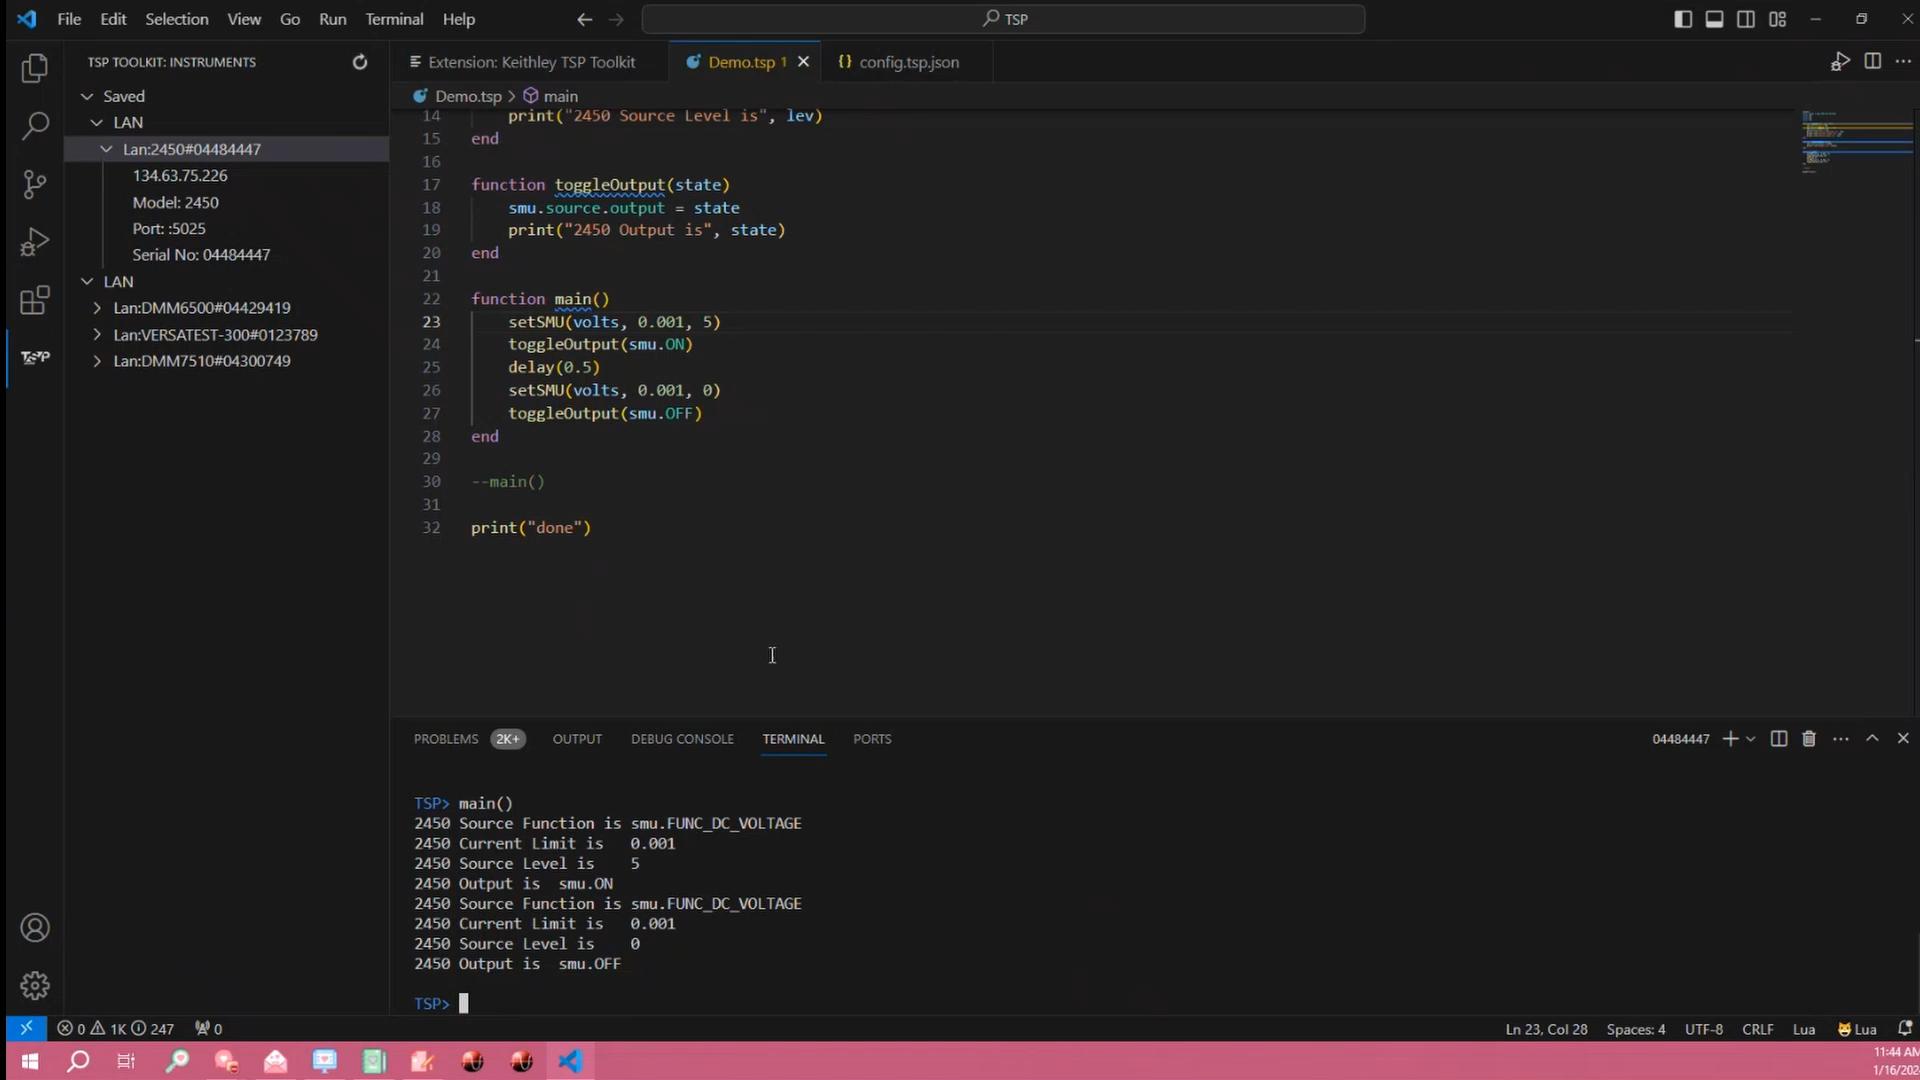 File Edit Selection View Go Run Terminal Help
TSP
TSP TOOLKIT: INSTRUMENTS
Saved
LAN
Lan:2450#04484447
134.63.75.226
Model: 2450
Port: :5025
Serial No: 04484447
LAN
Lan:DMM6500#04429419
Lan:VERSATEST-300#0123789
Lan:DMM7510#04300749
TSP
Extension: Keithley TSP Toolkit
Demo.tsp 1
{} config.tsp.json
Demo.tsp > main
14 print("2450 Source Level is", lev)
15 end
16
17 function toggleOutput(state)
18 smu.source.output = state
19 print("2450 Output is", state)
20 end
21
22 function main()
23 setSMU(volts, 0.001, 5)
24 toggleOutput(smu.ON)
25 delay(0.5)
26 setSMU(volts, 0.001, 0)
27 toggleOutput(smu.OFF)
28 end
29
30 --main()
31
32 print("done")
PROBLEMS 2K+ OUTPUT DEBUG CONSOLE TERMINAL PORTS
04484447
TSP> main()
2450 Source Function is smu.FUNC_DC_VOLTAGE
2450 Current Limit is 0.001
2450 Source Level is 5
2450 Output is smu.ON
2450 Source Function is smu.FUNC_DC_VOLTAGE
2450 Current Limit is 0.001
2450 Source Level is 0
2450 Output is smu.OFF
TSP>
0 1K 247 0
Ln 23, Col 28 Spaces: 4 UTF-8 CRLF Lua Lua
11:44 AM